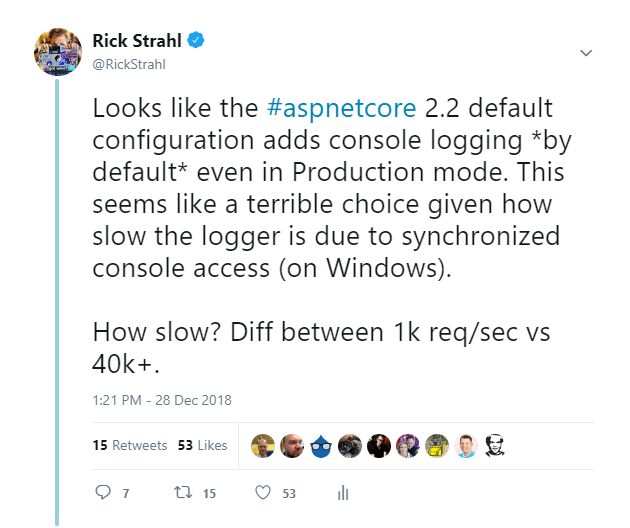 Rick Strahl
@RickStrahl
Looks like the #aspnetcore 2.2 default
configuration adds console logging *by
default* even in Production mode. This
seems like a terrible choice given how
slow the logger is due to synchronized
console access (on Windows).
How slow? Diff between 1k req/sec vs
40k+.
1:21 PM - 28 Dec 2018
15 Retweets 53 Likes
7 15 53